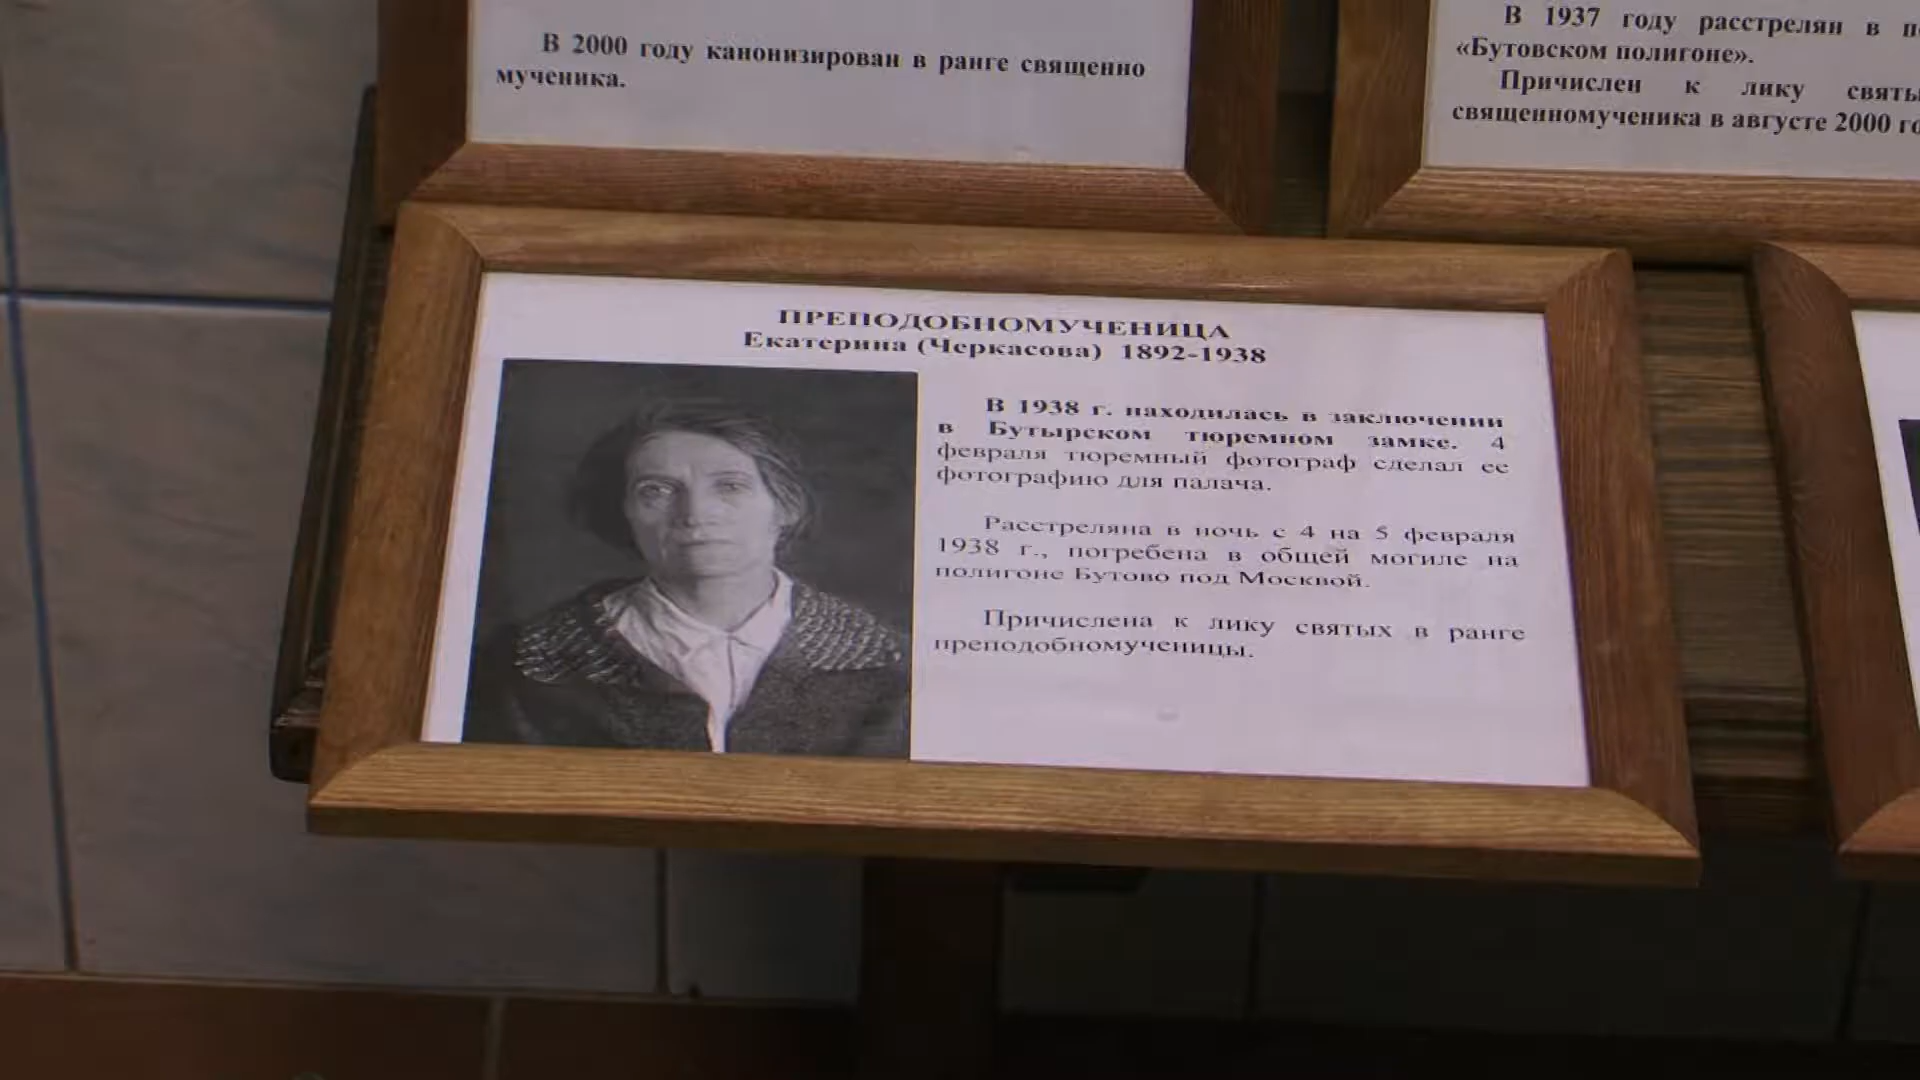 В 2000 году канонизирован в ранге священно
мученика.
В 1937 году расстрелян в
«Бутовском полигоне».
Причислен к лику
священномученика в августе 2000
ПРЕПОДОБНОМУЧЕНИЦА
Екатерина (Черкасова) 1892-1938
В 1938 г. находилась в заключении
в Бутырском тюремном замке. 4
февраля тюремный фотограф сделал ее
фотографию для палача.
Расстреляна в ночь с 4 на 5 февраля
1938 г., погребена в общей могиле на
полигоне Бутово под Москвой.
Причислена к лику святых в ранге
преподобномученицы.